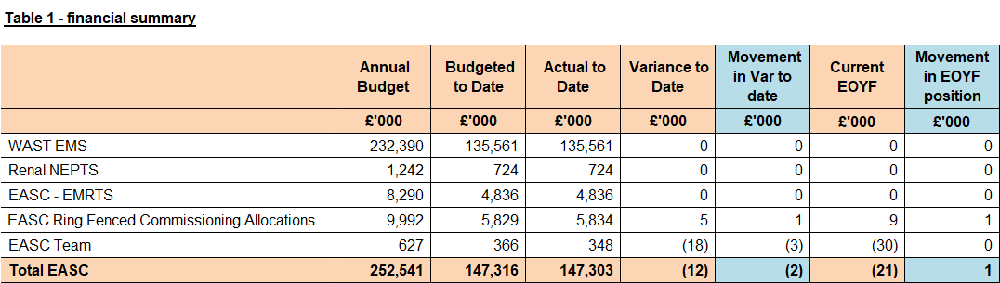 Table 1 - financial summary
Annual Budget Budgeted to Date Actual to Date Variance to Date Movement in Var to date Current EOYF Movement in EOYF position
£'000 £'000 £'000 £'000 £'000 £'000 £'000
WAST EMS 232,390 135,561 135,561 0 0 0 0
Renal NEPTS 1,242 724 724 0 0 0 0
EASC - EMRTS 8,290 4,836 4,836 0 0 0 0
EASC Ring Fenced Commissioning Allocations 9,992 5,829 5,834 5 1 9 1
EASC Team 627 366 348 (18) (3) (30) 0
Total EASC 252,541 147,316 147,303 (12) (2) (21) 1